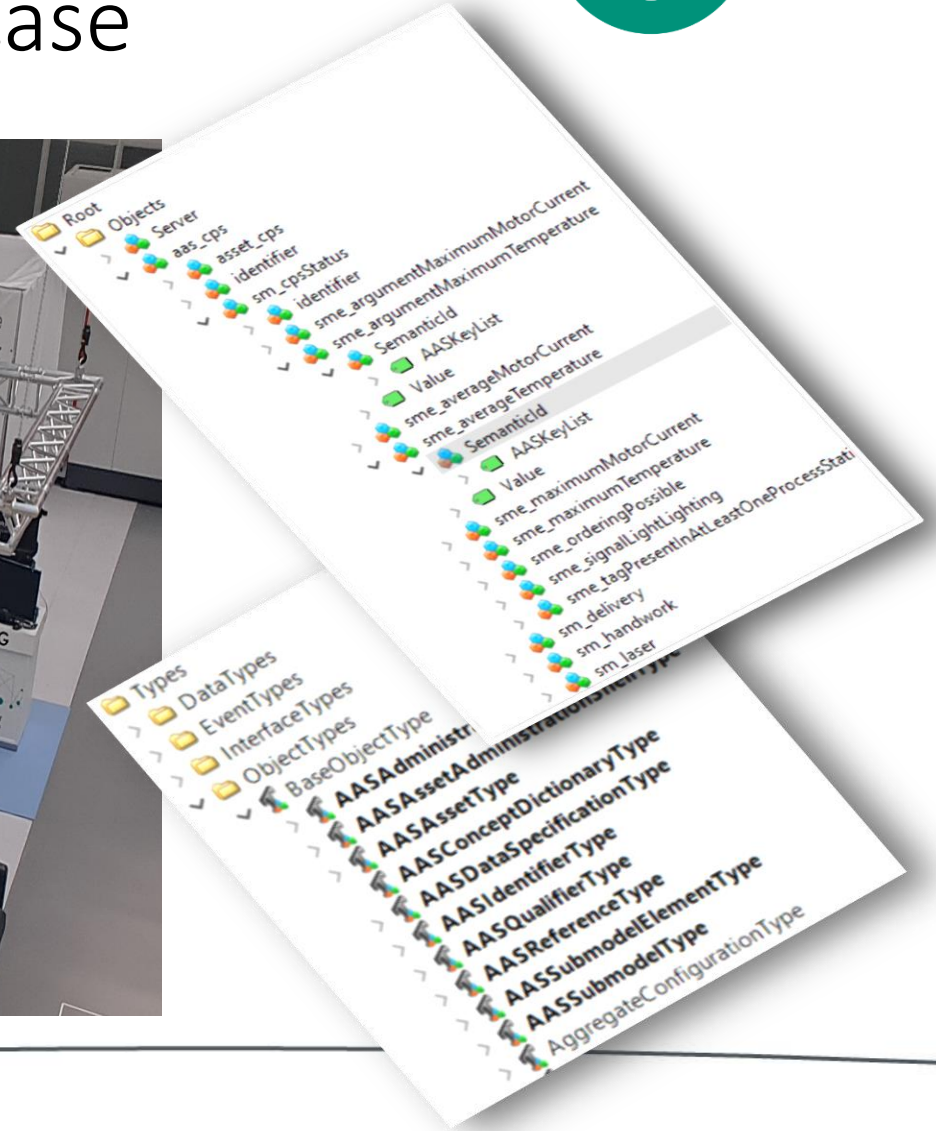 ase
Root
Objects
Server
aas_cps
asset_cps
identifier
sm_cpsStatus
identifier
sme_argumentMaximumMotorCurrent
sme_argumentMaximumTemperature
SemanticId
AASKeyList
Value
sme_averageMotorCurrent
sme_averageTemperature
SemanticId
AASKeyList
Value
sme_maximumMotorCurrent
sme_maximumTemperature
sme_orderingPossible
sme_signalLightLighting
sme_tagPresentInAtLeastOneProcessStati
sm_delivery
sm_handwork
sm_laser
G
Types
DataTypes
EventTypes
InterfaceTypes
ObjectTypes
BaseObjectType
AASAdministr
AASAssetAdministrationShellType
AASAssetType
AASConceptDictionaryType
AASDataSpecificationType
AASIdentifierType
AASQualifierType
AASReferenceType
AASSubmodelElementType
AASSubmodelType
AggregateConfigurationType